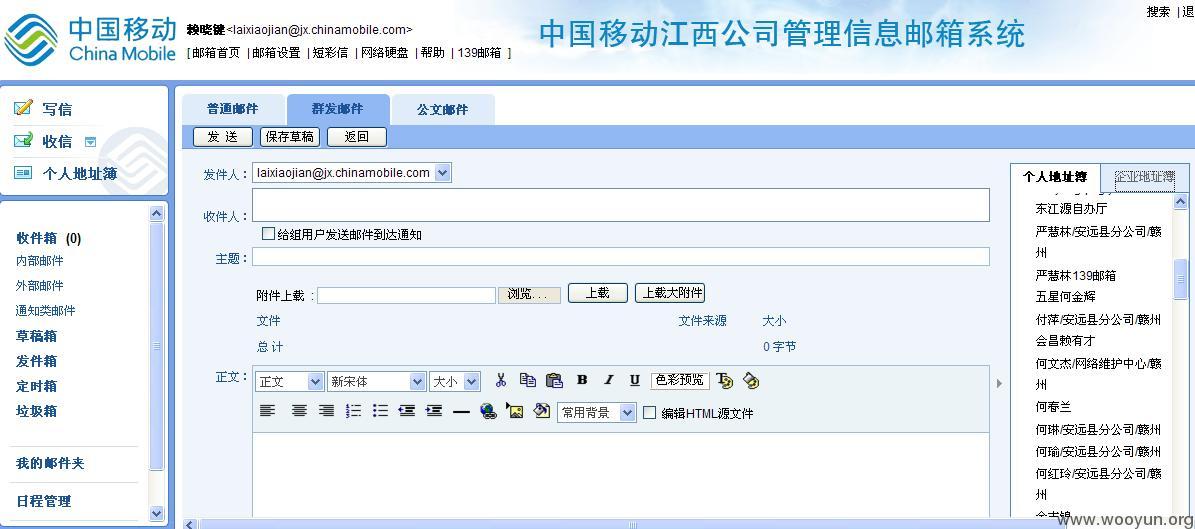 搜索 |退
中国移动
China Mobile
赖晓键<laixiaojian@jx.chinamobile.com>
[邮箱首页 |邮箱设置 |短彩信 |网络硬盘 |帮助 |139邮箱 ]
中国移动江西公司管理信息邮箱系统
写信
收信
个人地址簿
收件箱 (0)
内部邮件
外部邮件
通知类邮件
草稿箱
发件箱
定时箱
垃圾箱
我的邮件夹
日程管理
普通邮件 群发邮件 公文邮件
发 送 保存草稿 返回
发件人： laixiaojian@jx.chinamobile.com
收件人：
给组用户发送邮件到达通知
主题：
附件上载 ： 浏览... 上载 上载大附件
文件 文件来源 大小
总 计 0 字节
正文： 正文 新宋体 大小 B I U 色彩预览
常用背景 编辑HTML源文件
个人地址簿 企业地址簿
东江源自办厅
严慧林/安远县分公司/赣
州
严慧林139邮箱
五星何金辉
付萍/安远县分公司/赣州
会昌赖有才
何文杰/网络维护中心/赣
州
何春兰
何琳/安远县分公司/赣州
何瑜/安远县分公司/赣州
何红玲/安远县分公司/赣
州
www.wooyun.org